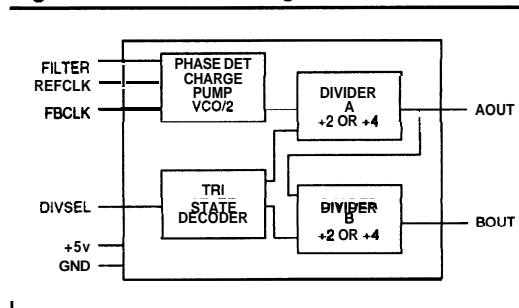 FILTER
REFCLK
FBCLK
PHASE DET
CHARGE
PUMP
VCO/2
DIVIDER
A
+2 OR +4
AOUT
DIVSEL
TRI
STATE
DECODER
DIVIDER
B
+2 OR +4
BOUT
+5v
GND